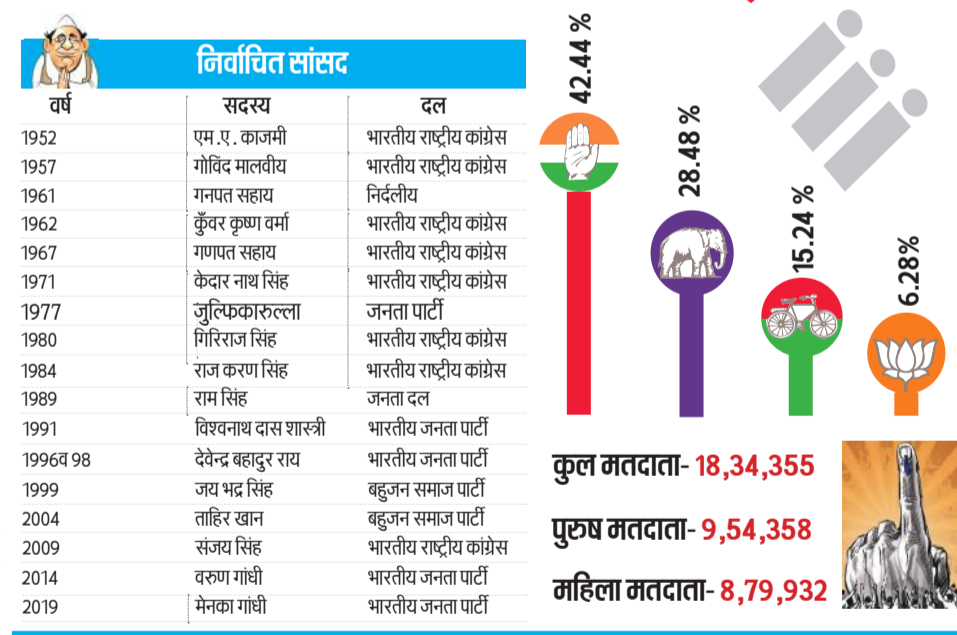 निर्वाचित सांसद
वर्ष सदस्य दल
1952 एम.ए. काजमी भारतीय राष्ट्रीय कांग्रेस
1957 गोविंद मालवीय भारतीय राष्ट्रीय कांग्रेस
1961 गनपत सहाय निर्दलीय
1962 कुँवर कृष्ण वर्मा भारतीय राष्ट्रीय कांग्रेस
1967 गणपत सहाय भारतीय राष्ट्रीय कांग्रेस
1971 केदार नाथ सिंह भारतीय राष्ट्रीय कांग्रेस
1977 जुल्फिकारुल्ला जनता पार्टी
1980 गिरिराज सिंह भारतीय राष्ट्रीय कांग्रेस
1984 राज करण सिंह भारतीय राष्ट्रीय कांग्रेस
1989 राम सिंह जनता दल
1991 विश्वनाथ दास शास्त्री भारतीय जनता पार्टी
1996व 98 देवेन्द्र बहादुर राय भारतीय जनता पार्टी
1999 जय भद्र सिंह बहुजन समाज पार्टी
2004 ताहिर खान बहुजन समाज पार्टी
2009 संजय सिंह भारतीय राष्ट्रीय कांग्रेस
2014 वरुण गांधी भारतीय जनता पार्टी
2019 मेनका गांधी भारतीय जनता पार्टी
42.44 %
28.48 %
15.24 %
6.28%
कुल मतदाता- 18,34,355
पुरुष मतदाता- 9,54,358
महिला मतदाता- 8,79,932